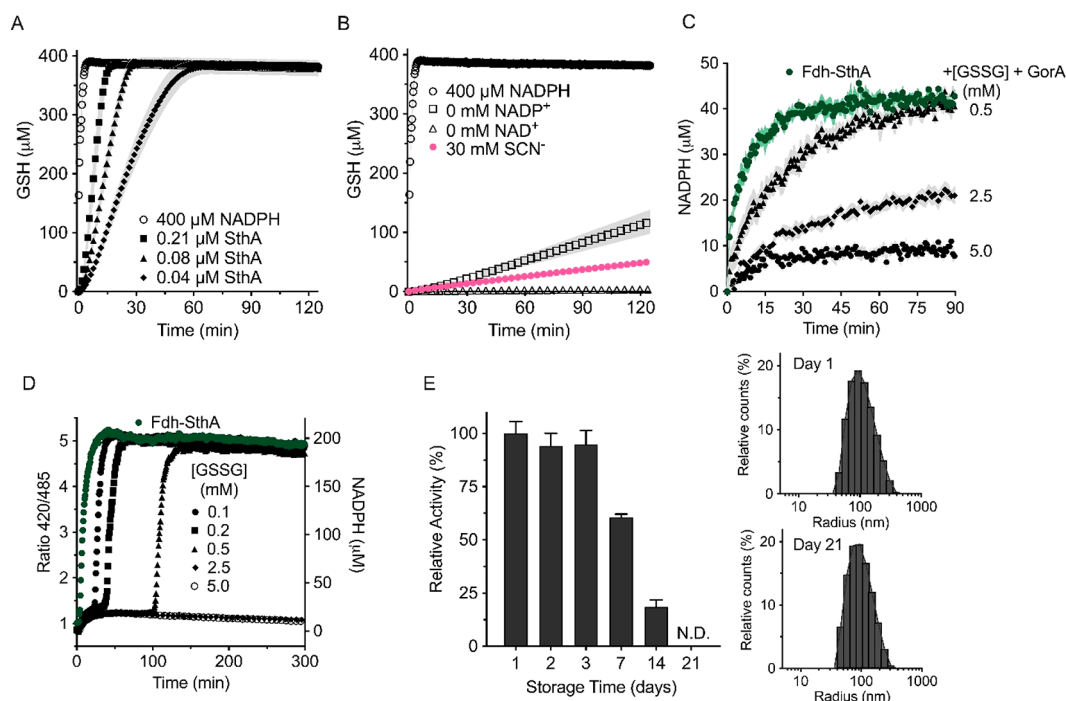 A
GSH (µM)
400
300
200
100
0
400 µM NADPH
0.21 µM SthA
0.08 µM SthA
0.04 µM SthA
0 30 60 90 120
Time (min)
B
GSH (µM)
400
300
200
100
0
400 µM NADPH
0 mM NADP+
0 mM NAD+
30 mM SCN-
0 20 40 60 80 100 120
Time (min)
C
NADPH (µM)
50
40
30
20
10
0
Fdh-SthA
+[GSSG] + GorA
(mM)
0.5
2.5
5.0
0 15 30 45 60 75 90
Time (min)
D
Ratio 420/485
5
4
3
2
1
Fdh-SthA
[GSSG]
(mM)
0.1
0.2
0.5
2.5
5.0
200
150
100
50
0
NADPH (µM)
0 100 200 300
Time (min)
E
Relative Activity (%)
100
75
50
25
0
N.D.
1 2 3 7 14 21
Storage Time (days)
Day 1
Relative counts (%)
20
10
0
10 100 1000
Radius (nm)
Day 21
Relative counts (%)
20
10
0
10 100 1000
Radius (nm)